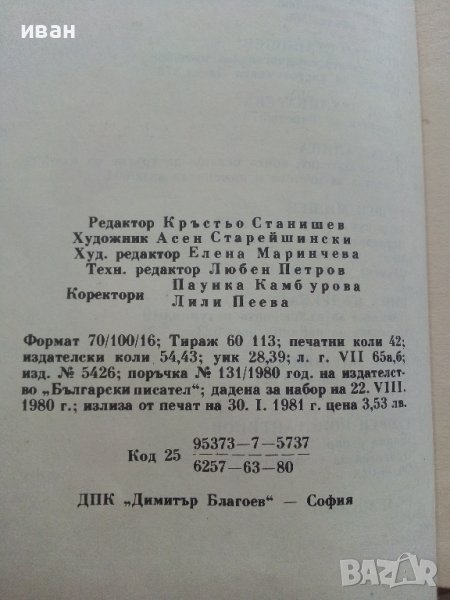 иван
Редактор Кръстьо Станишев
Художник Асен Старейшински
Худ. редактор Елена Маринчева
Техн. редактор Любен Петров
Коректори Пауика Камбурова
Лили Пеева
Формат 70/100/16; Тираж 60 113; печатни коли 42;
издателски коли 54,43; уик 28,39; л. г. VII 65а,б;
изд. № 5426; поръчка № 131/1980 год. на издателст-
во „Български писател“; дадена за набор на 22. VIII.
1980 г.; излиза от печат на 30. I. 1981 г. цена 3,53 лв.
Код 25 95373—7—5737
6257—63—80
ДПК „Димитър Благоев“ — София
BAZAR